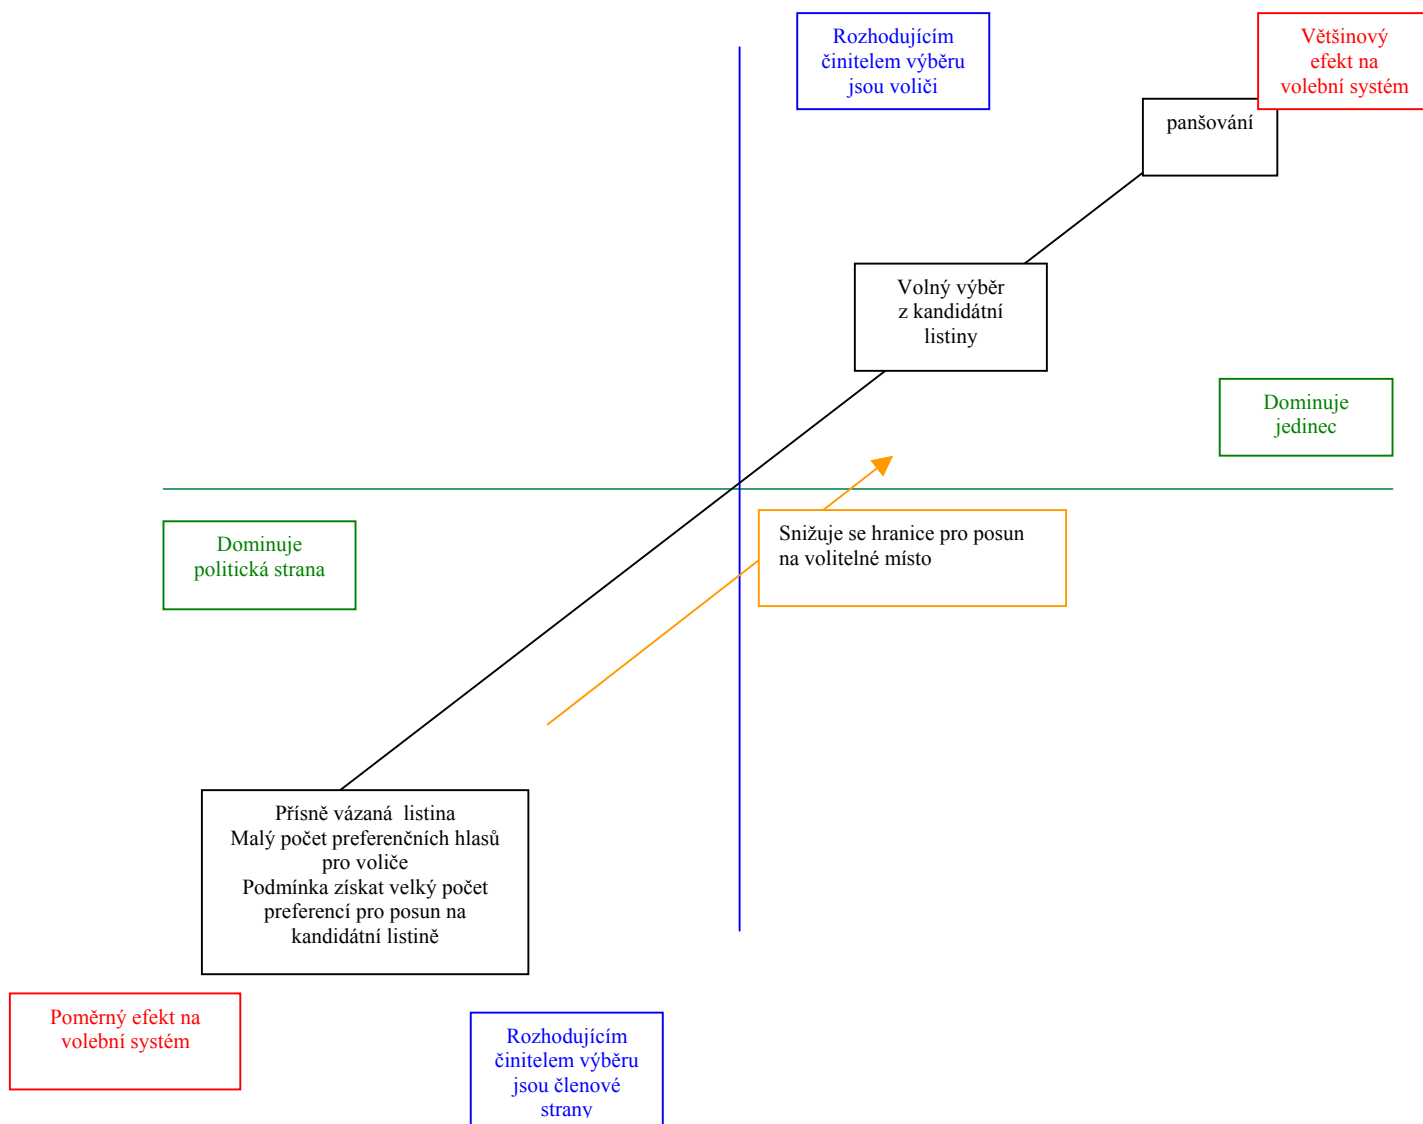 Rozhodujícím
činitelem výběru
jsou voliči
Většinový
efekt na
volební systém
panšování
Volný výběr
z kandidátní
listiny
Dominuje
jedinec
Dominuje
politická strana
Snižuje se hranice pro posun
na volitelné místo
Přísně vázaná  listina
Malý počet preferenčních hlasů
pro voliče
Podmínka získat velký počet
preferencí pro posun na
kandidátní listině
Poměrný efekt na
volební systém
Rozhodujícím
činitelem výběru
jsou členové
strany